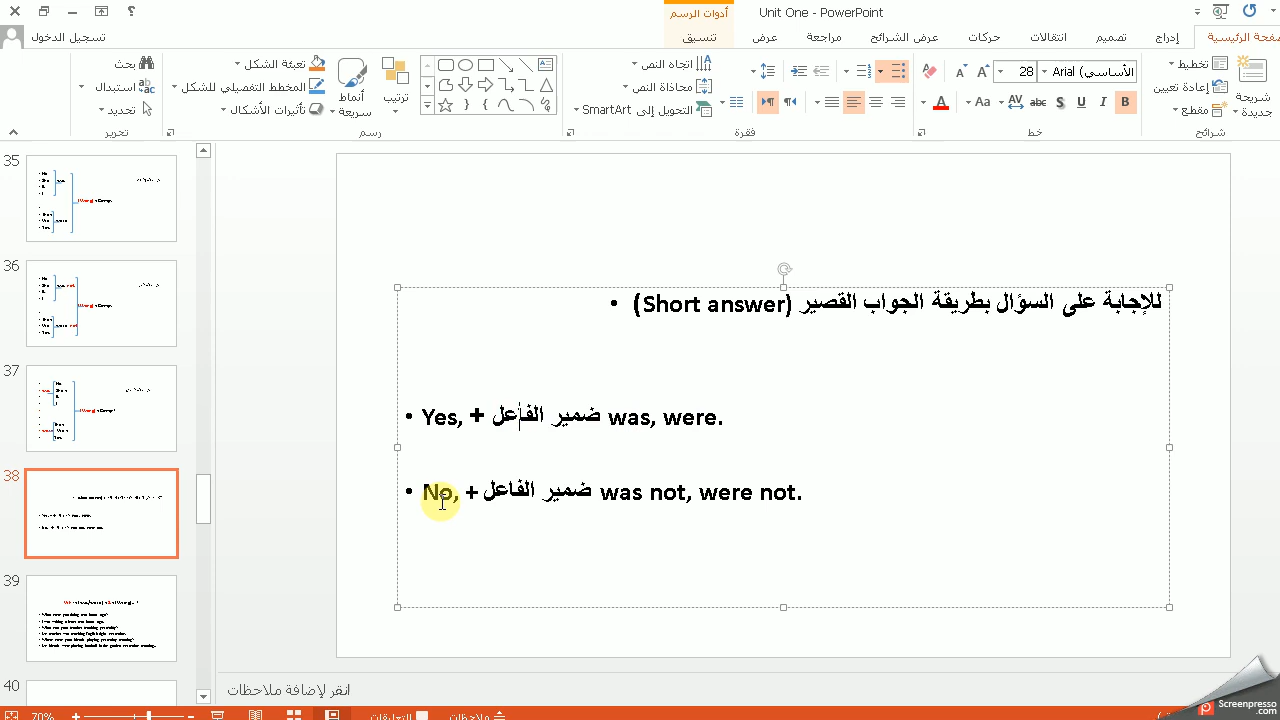 Unit One - PowerPoint
أدوات الرسم
تسجيل الدخول
الصفحة الرئيسية
إدراج
تصميم
انتقالات
حركات
عرض الشرائح
مراجعة
عرض
تنسيق
شريحة
جديدة
تخطيط
إعادة تعيين
مقطع
شرائح
Arial (الأساسي)
28
خط
اتجاه النص
محاذاة النص
التحويل إلى SmartArt
فقرة
ترتيب
أنماط
سريعة
تعبئة الشكل
المخطط التفصيلي للشكل
تأثيرات الأشكال
رسم
بحث
استبدال
تحديد
تحرير
35
36
37
38
39
40
• للإجابة على السؤال بطريقة الجواب القصير (Short answer)
• Yes, + ضمير الفاعل was, were.
• No, + ضمير الفاعل was not, were not.
انقر لإضافة ملاحظات
70%
التعليقات
ملاحظات
Screenpresso
.com